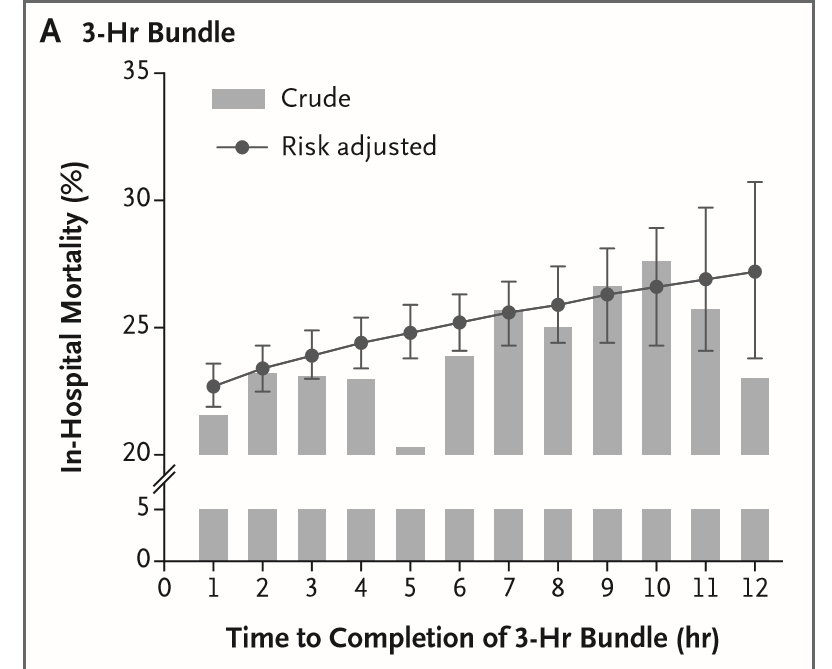 A 3-Hr Bundle
35
30
25
20
5
0
In-Hospital Mortality (%)
Crude
Risk adjusted
0 1 2 3 4 5 6 7 8 9 10 11 12
Time to Completion of 3-Hr Bundle (hr)